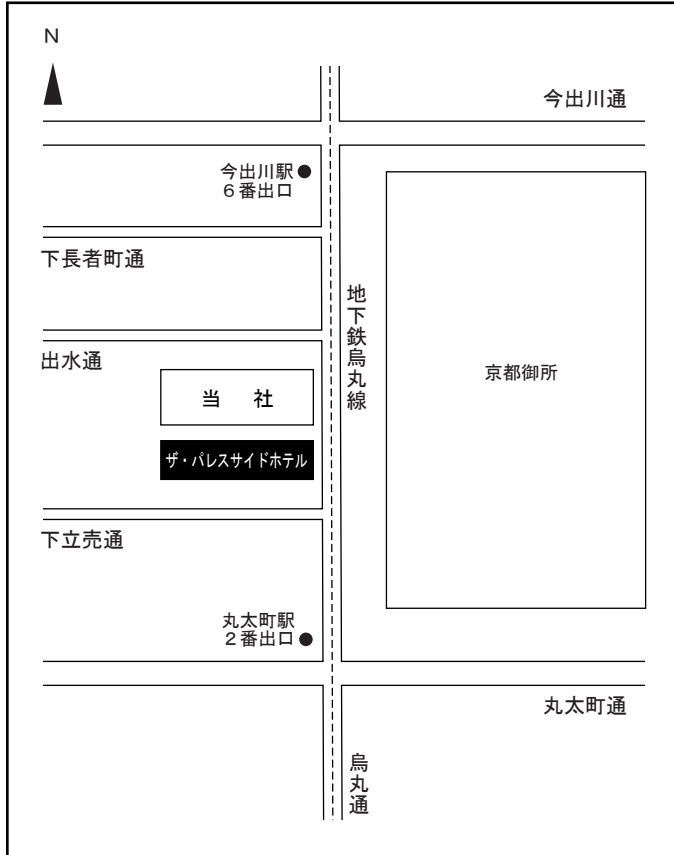 N
今出川通
今出川駅
６番出口
下長者町通
地下鉄烏丸線
出水通
京都御所
当　社
ザ・パレスサイドホテル
下立売通
丸太町駅
２番出口
丸太町通
烏丸通